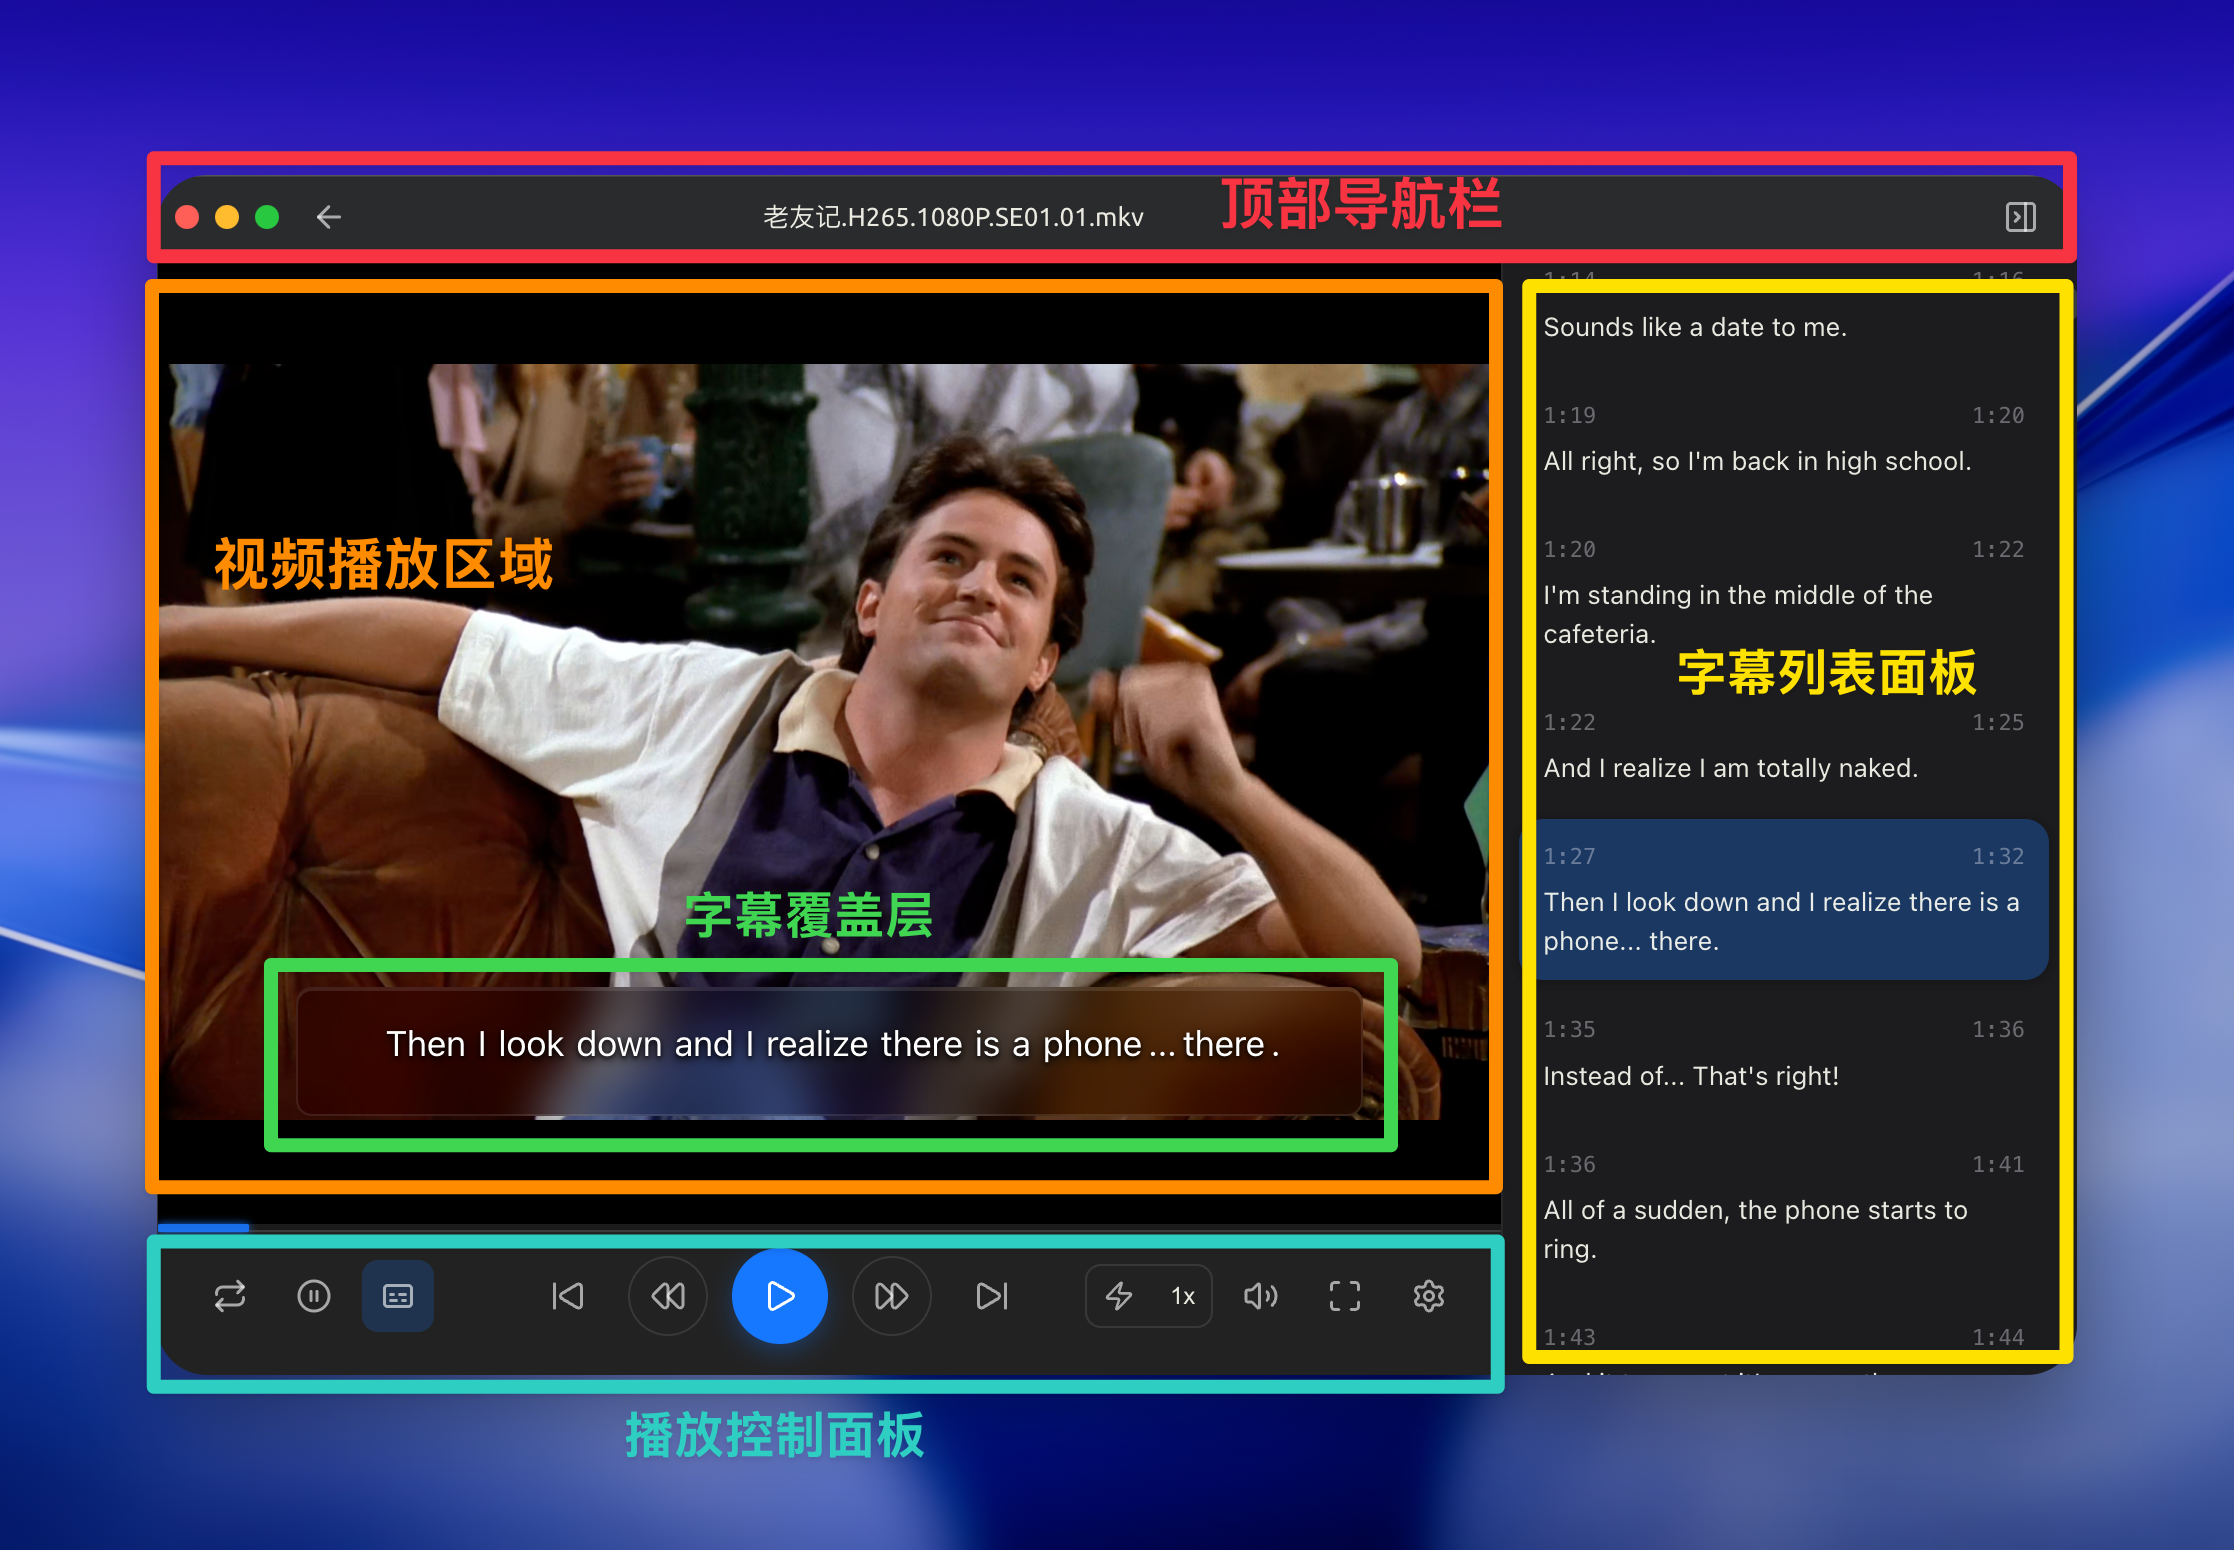 老友记.H265.1080P.SE01.01.mkv
顶部导航栏
视频播放区域
字幕覆盖层
Then I look down and I realize there is a phone... there.
1x
播放控制面板
1:14 1:16
Sounds like a date to me.
1:19 1:20
All right, so I'm back in high school.
1:20 1:22
I'm standing in the middle of the
cafeteria.
字幕列表面板
1:22 1:25
And I realize I am totally naked.
1:27 1:32
Then I look down and I realize there is a
phone... there.
1:35 1:36
Instead of... That's right!
1:36 1:41
All of a sudden, the phone starts to
ring.
1:43 1:44